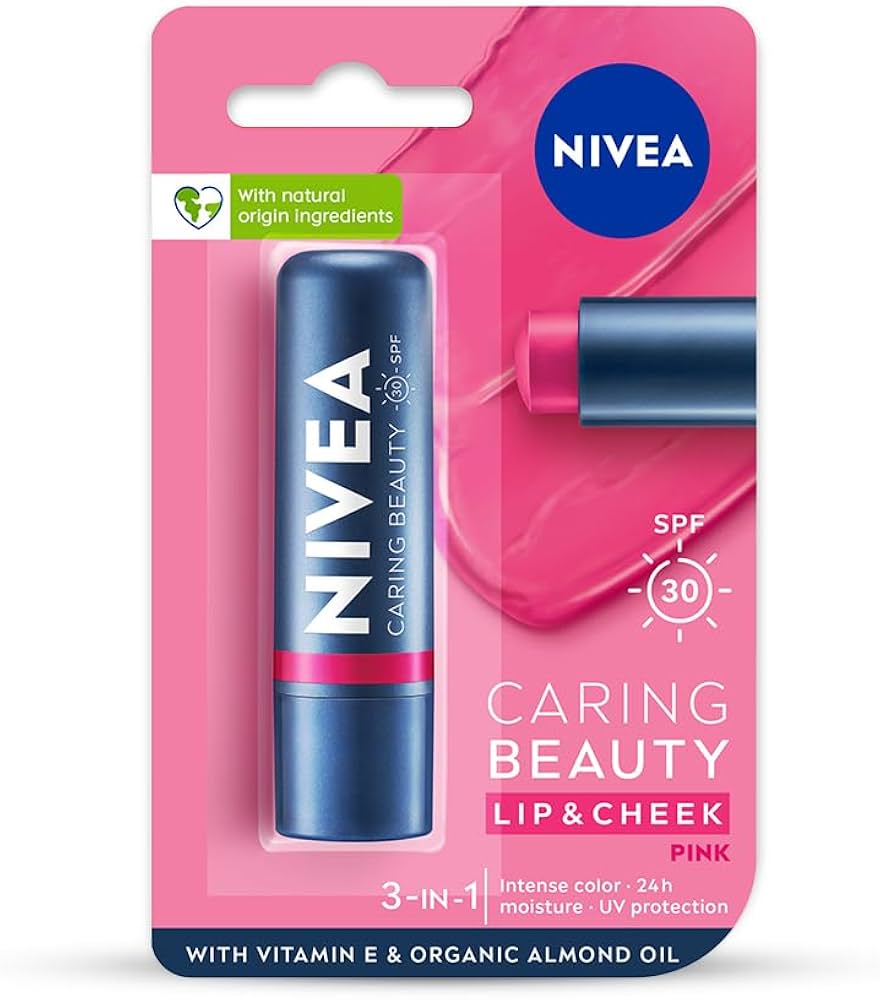 NIVEA
With natural
origin ingredients
NIVEA
CARING BEAUTY 30 SPF
SPF
30
CARING
BEAUTY
LIP & CHEEK
PINK
3-IN-1
Intense color · 24h
moisture · UV protection
WITH VITAMIN E & ORGANIC ALMOND OIL